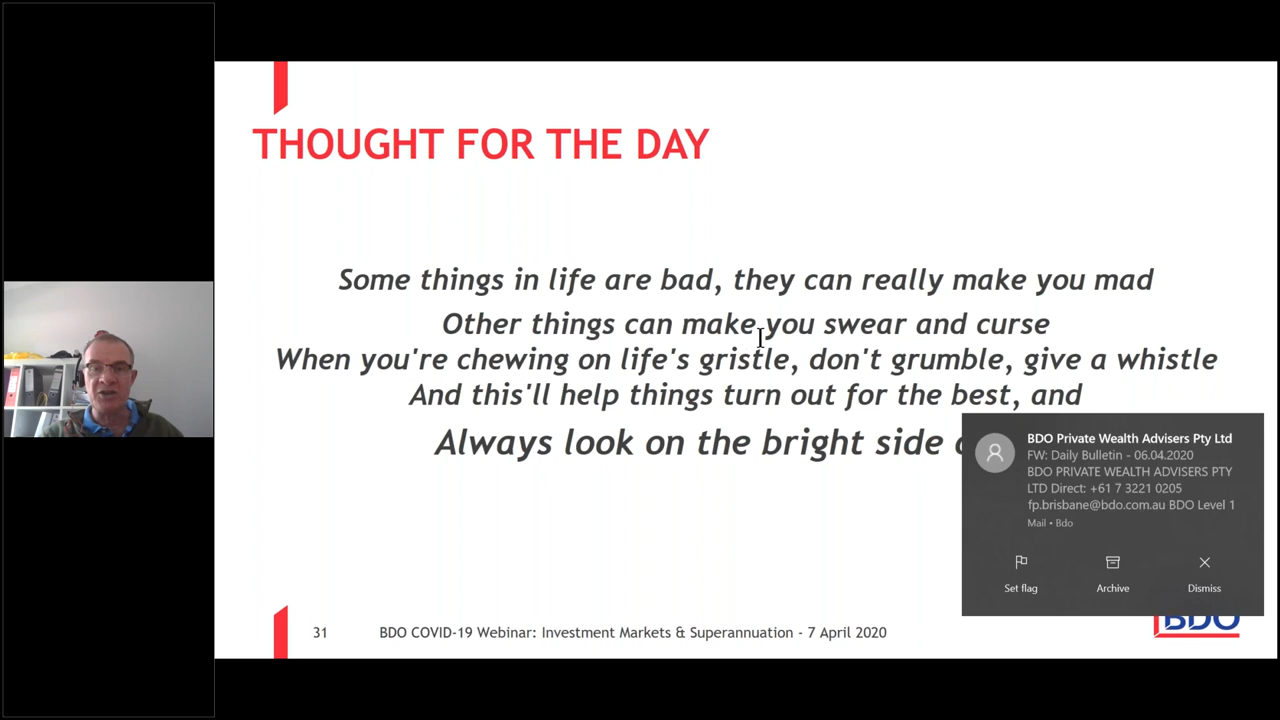 THOUGHT FOR THE DAY
Some things in life are bad, they can really make you mad
Other things can make you swear and curse
When you're chewing on life's gristle, don't grumble, give a whistle
And this'll help things turn out for the best, and
Always look on the bright side
BDO Private Wealth Advisers Pty Ltd
FW: Daily Bulletin - 06.04.2020
BDO PRIVATE WEALTH ADVISERS PTY
LTD Direct: +61 7 3221 0205
fp.brisbane@bdo.com.au BDO Level 1
Mail • Bdo
Set flag Archive Dismiss
31 BDO COVID-19 Webinar: Investment Markets & Superannuation - 7 April 2020
BDO